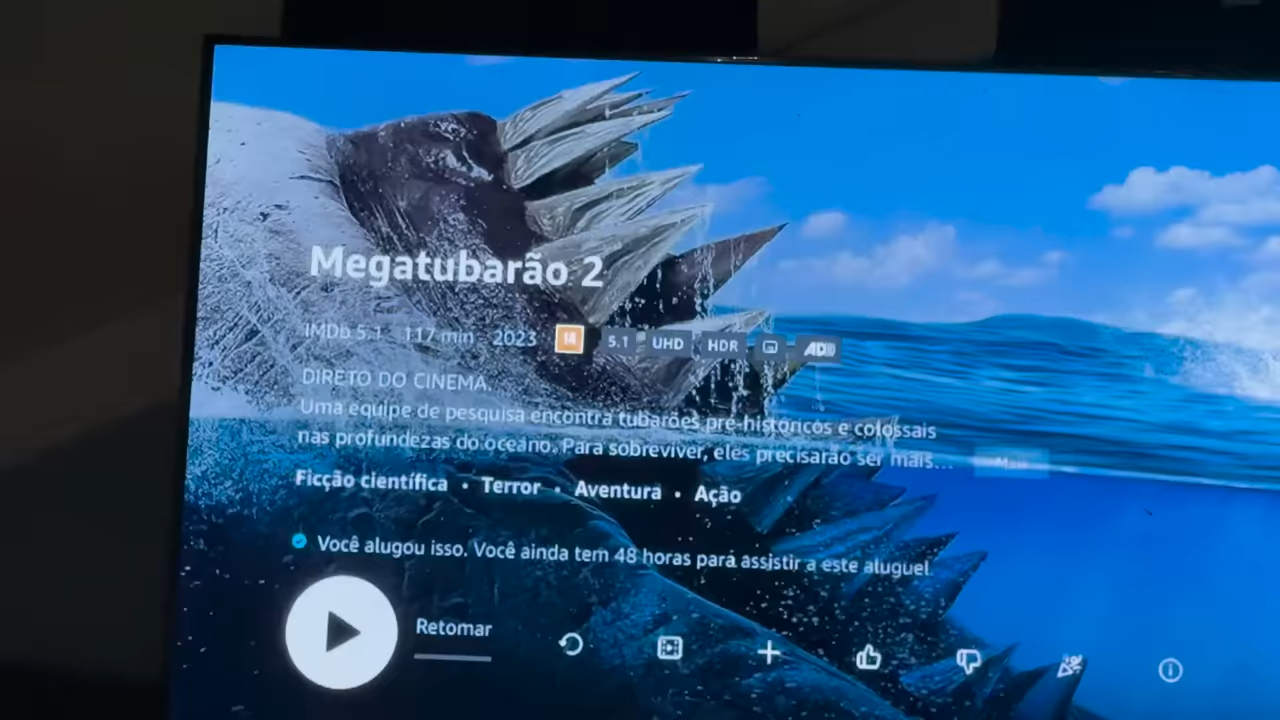 Megatubarão 2
IMDb 5.1 117 min 2023 14 5.1 UHD HDR AD
DIRETO DO CINEMA.
Uma equipe de pesquisa encontra tubarões pré-históricos e colossais
nas profundezas do oceano. Para sobreviver, eles precisarão ser mais...
Ficção científica • Terror • Aventura • Ação
Você alugou isso. Você ainda tem 48 horas para assistir a este aluguel.
Retomar